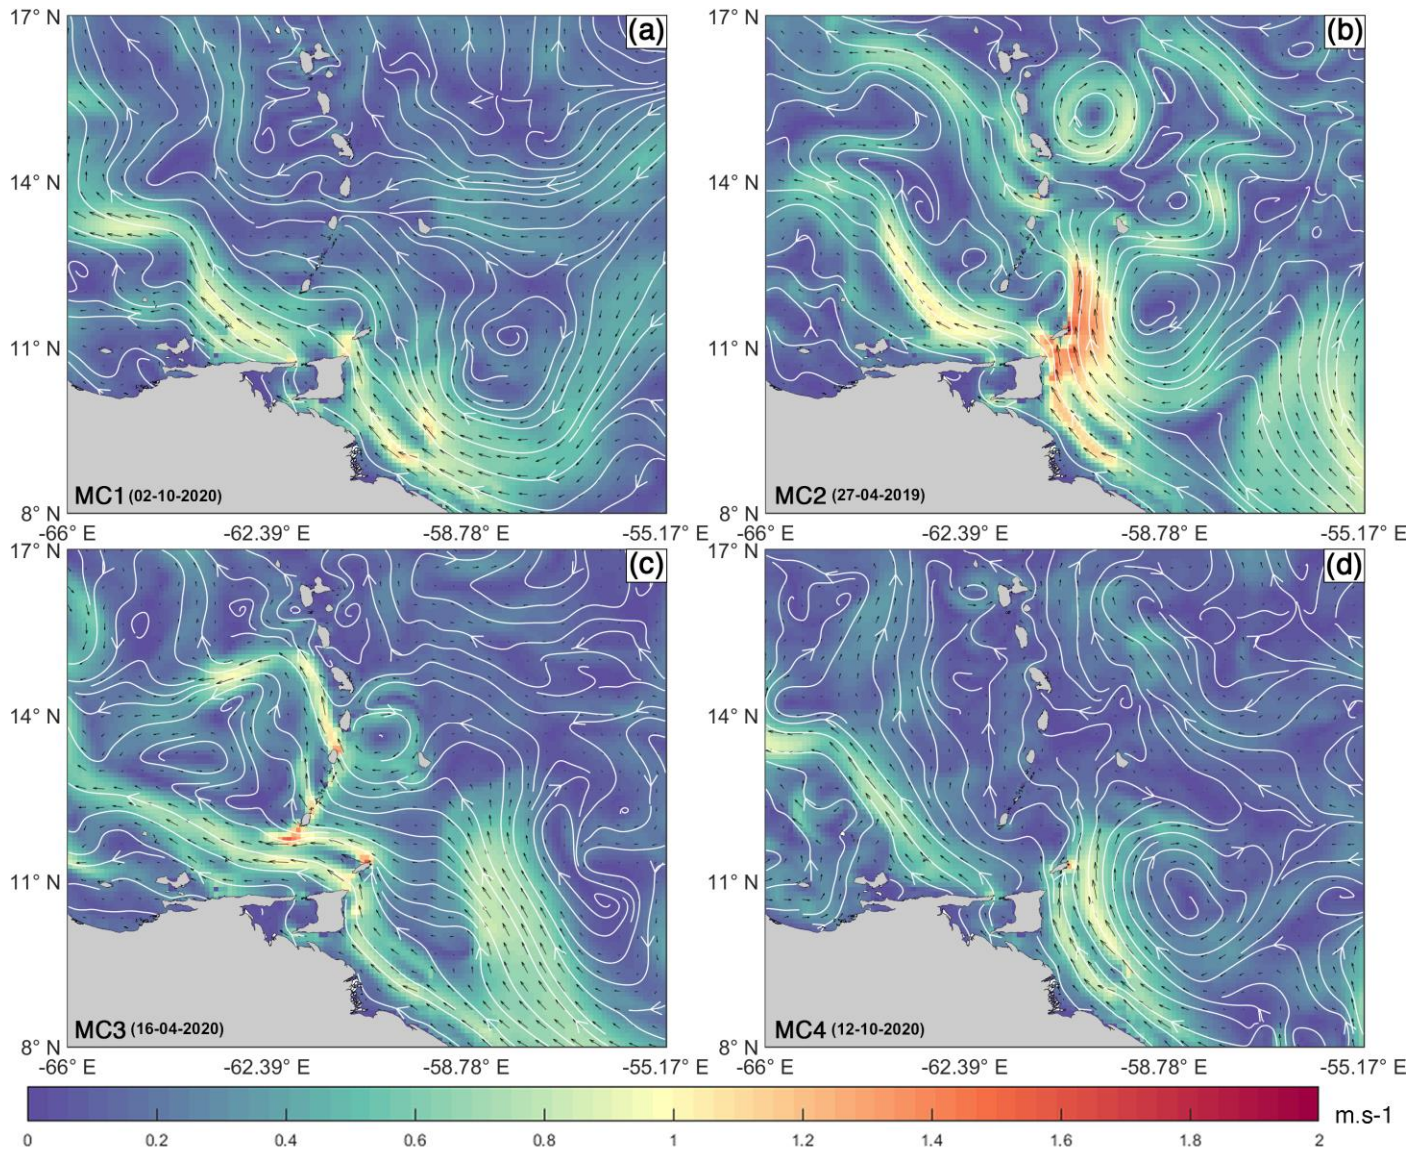 17° N
(a)
14° N
11° N
MC1 (02-10-2020)
8° N
-66° E -62.39° E -58.78° E -55.17° E
17° N
(b)
14° N
11° N
MC2 (27-04-2019)
8° N
-66° E -62.39° E -58.78° E -55.17° E
17° N
(c)
14° N
11° N
MC3 (16-04-2020)
8° N
-66° E -62.39° E -58.78° E -55.17° E
17° N
(d)
14° N
11° N
MC4 (12-10-2020)
8° N
-66° E -62.39° E -58.78° E -55.17° E
m.s-1
0 0.2 0.4 0.6 0.8 1 1.2 1.4 1.6 1.8 2